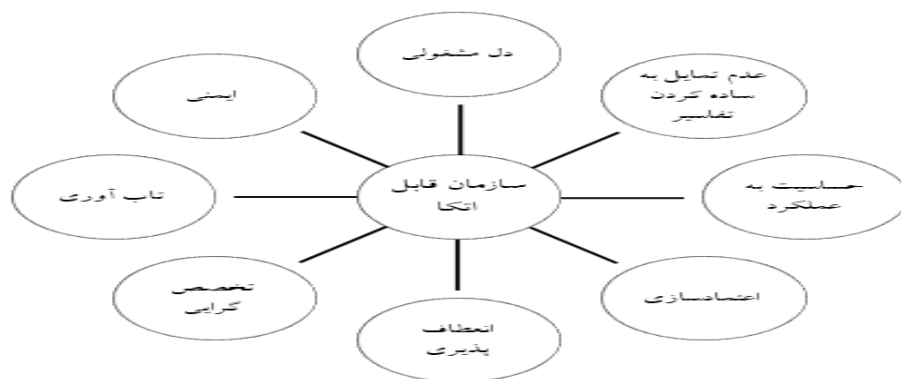 دل مشغولی
عدم تمایل به
ساده کردن
تفاسیر
ایمنی
سازمان قابل
اتکا
حساسیت به
عملکرد
تاب آوری
اعتمادسازی
تخصص
گرایی
انعطاف
پذیری